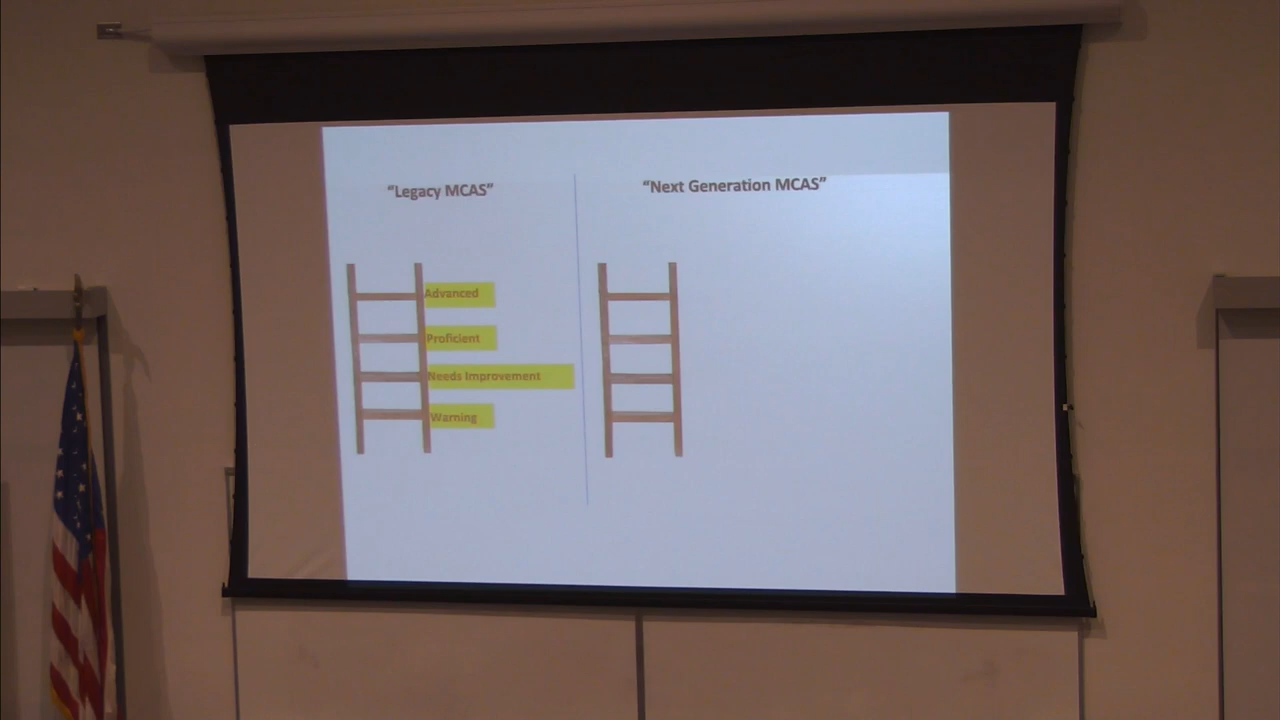 “Legacy MCAS”
Advanced
Proficient
Needs Improvement
Warning
“Next Generation MCAS”